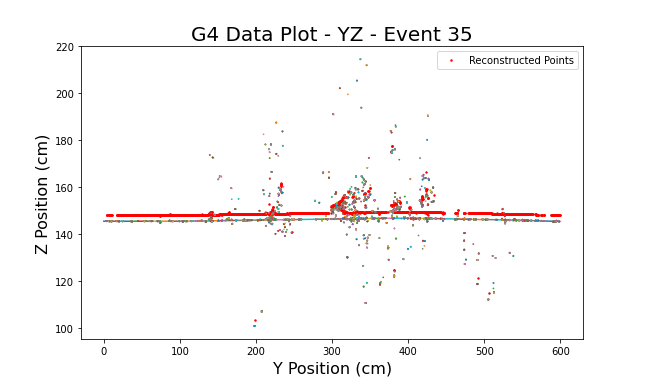 G4 Data Plot - YZ - Event 35
Reconstructed Points
Z Position (cm)
220
200
180
160
140
120
100
0 100 200 300 400 500 600
Y Position (cm)